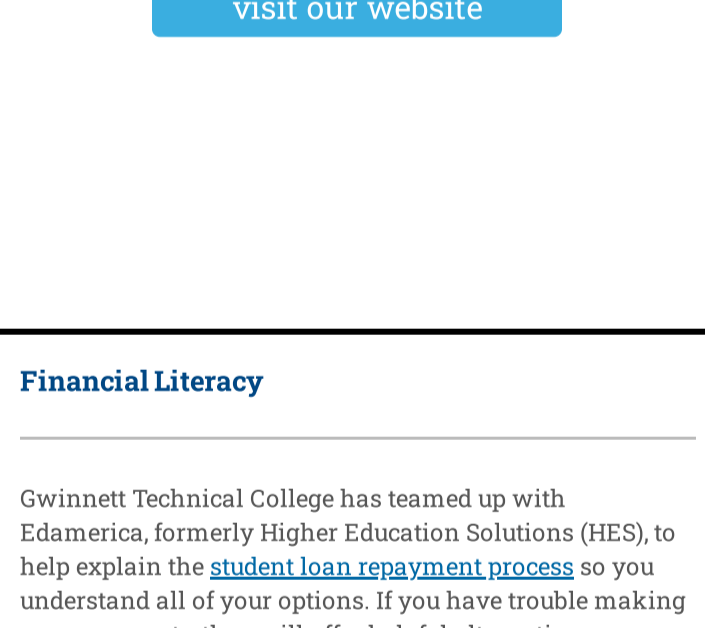 visit our website
Financial Literacy
Gwinnett Technical College has teamed up with
Edamerica, formerly Higher Education Solutions (HES), to
help explain the student loan repayment process so you
understand all of your options. If you have trouble making